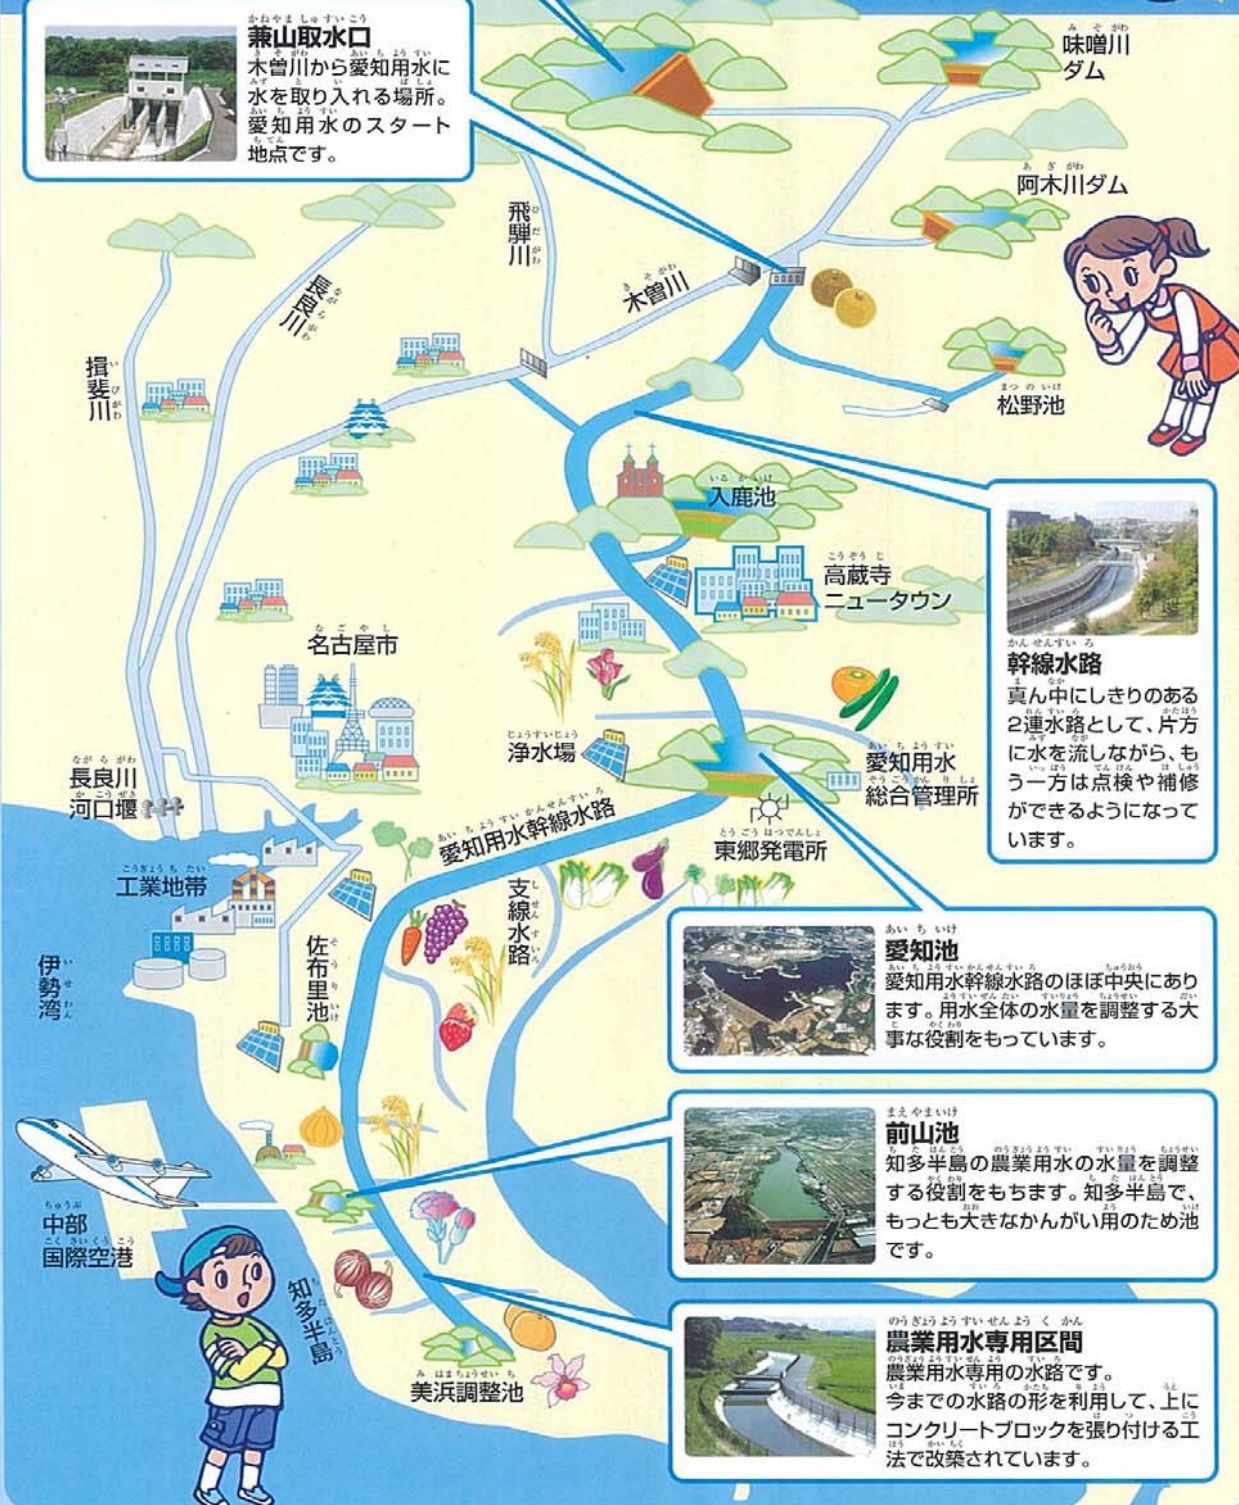 兼山取水口
木曽川から愛知用水に
水を取り入れる場所。
愛知用水のスタート
地点です。
味噌川
ダム
阿木川ダム
飛騨川
木曽川
長良川
揖斐川
松野池
入鹿池
高蔵寺
ニュータウン
名古屋市
幹線水路
真ん中にしきりのある
2連水路として、片方
に水を流しながら、も
う一方は点検や補修
ができるようになって
います。
浄水場
愛知用水
総合管理所
長良川
河口堰
愛知用水幹線水路
東郷発電所
工業地帯
支線水路
佐布里池
伊勢湾
愛知池
愛知用水幹線水路のほぼ中央にあり
ます。用水全体の水量を調整する大
事な役割をもっています。
前山池
知多半島の農業用水の水量を調整
する役割をもちます。知多半島で、
もっとも大きなかんがい用のため池
です。
中部
国際空港
知多半島
美浜調整池
農業用水専用区間
農業用水専用の水路です。
今までの水路の形を利用して、上に
コンクリートブロックを張り付ける工
法で改築されています。